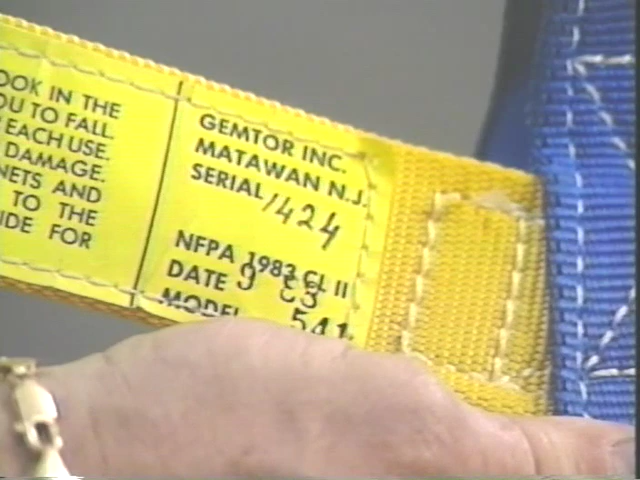 OOK IN THE
OU TO FALL.
EACH USE.
DAMAGE.
NETS AND
TO THE
IDE FOR
GEMTOR INC.
MATAWAN N.J.
SERIAL 1424
NFPA 1983 CL II
DATE 9
MODEL 541